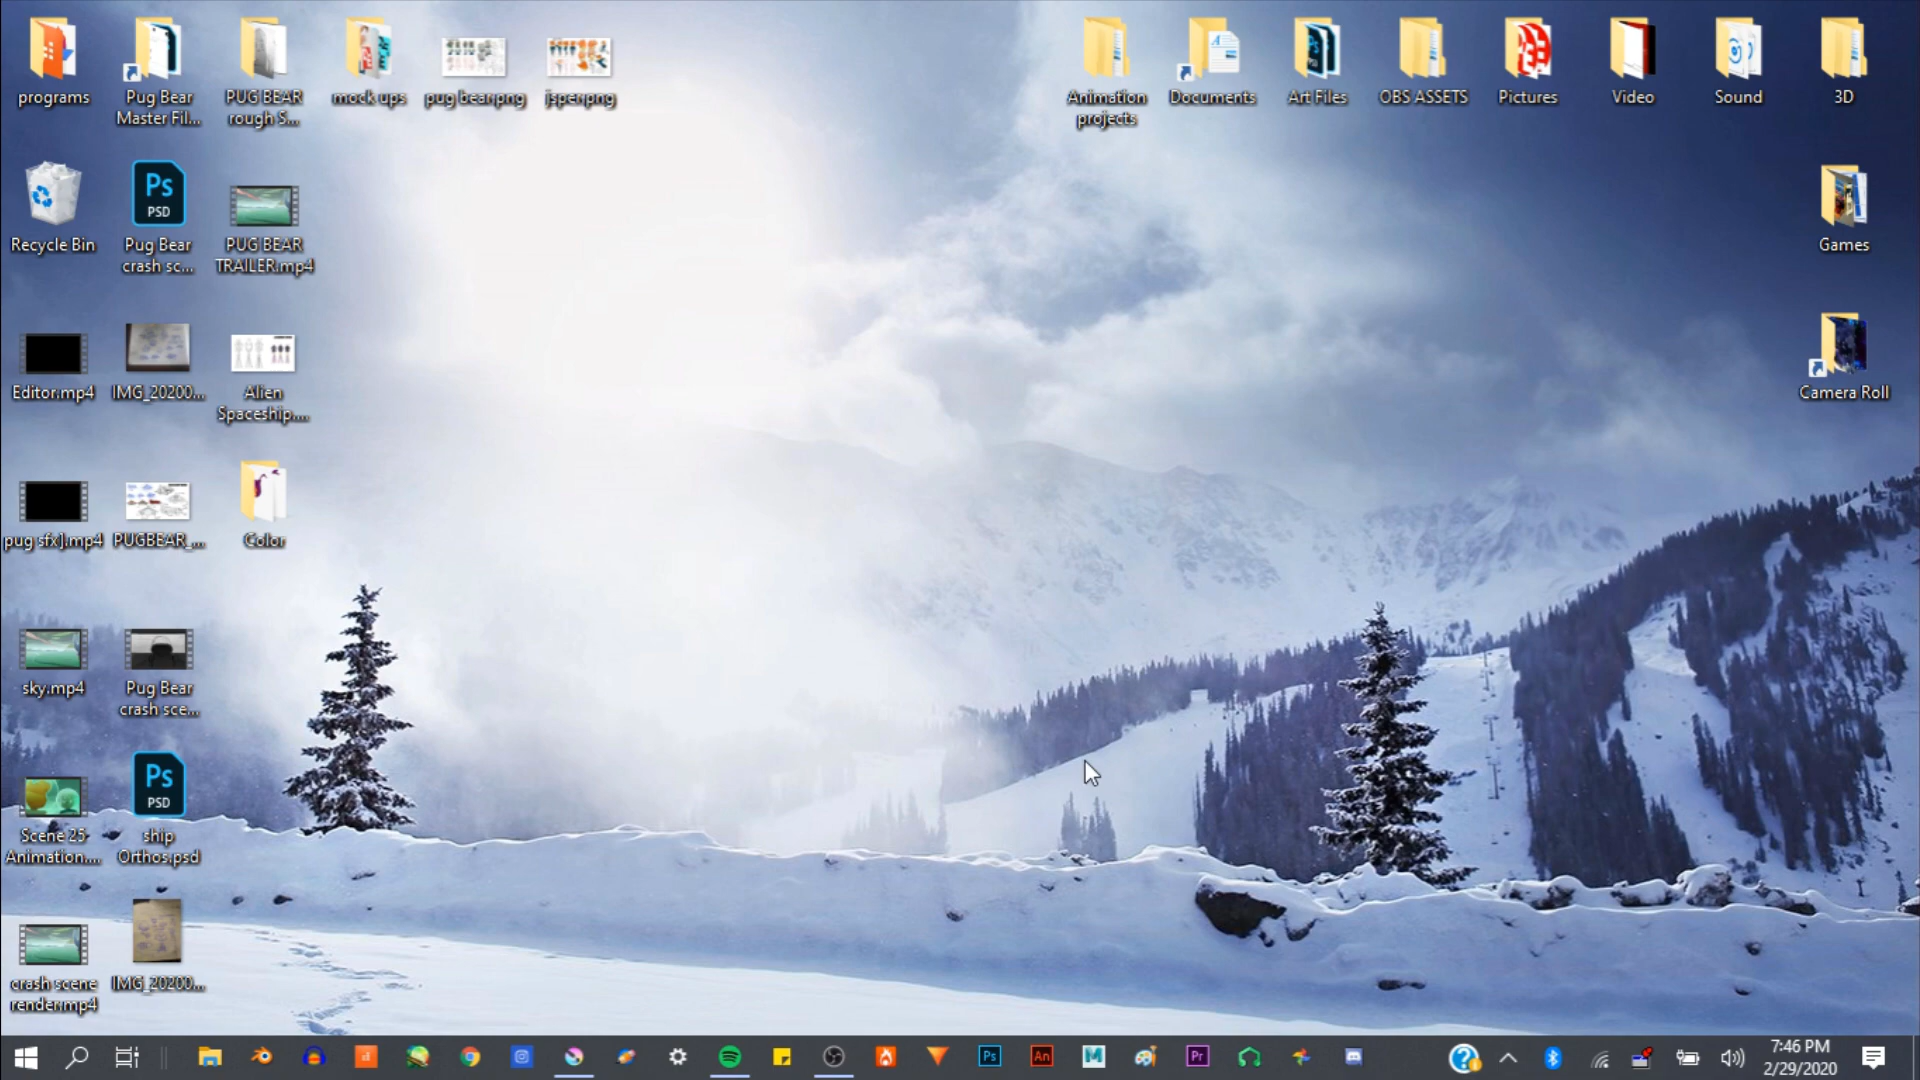 programs
Pug Bear
Master Fil...
PUG BEAR
rough S...
mock ups
pug bear.png
jsper.png
Animation
projects
Documents
Art Files
OBS ASSETS
Pictures
Video
Sound
3D
Recycle Bin
Ps
PSD
Pug Bear
crash sc...
PUG BEAR
TRAILER.mp4
Games
Editor.mp4
IMG_20200...
Alien
Spaceship....
Camera Roll
pug sfx].mp4
PUGBEAR_...
Color
sky.mp4
Pug Bear
crash sce...
Scene 25
Animation....
Ps
PSD
ship
Orthos.psd
crash scene
render.mp4
IMG_20200...
Ps
An
M
Pr
7:46 PM
2/29/2020